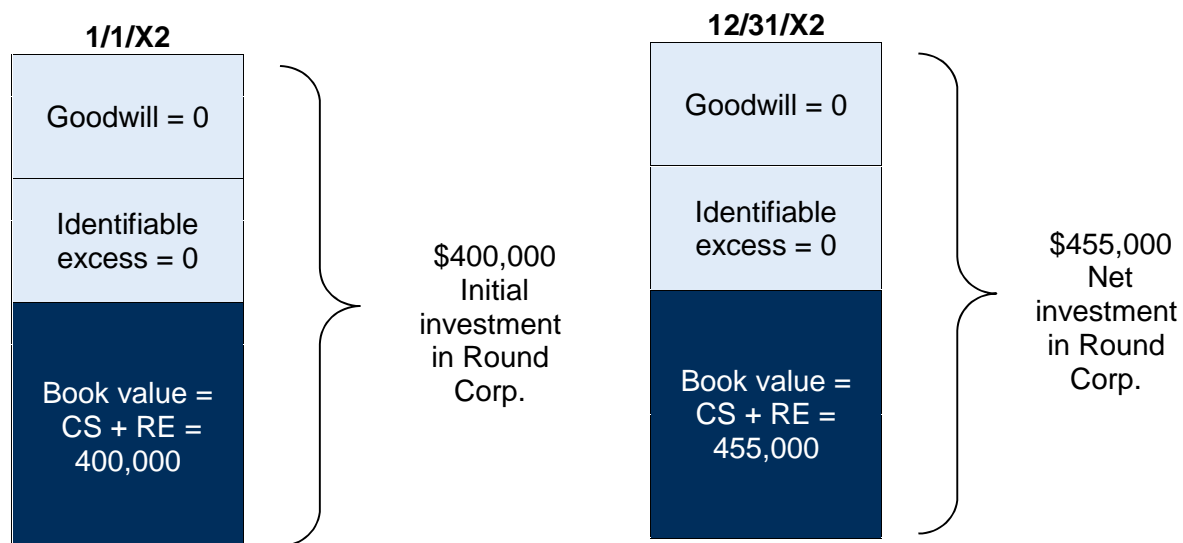 1/1/X2
Goodwill = 0
Identifiable
excess = 0
Book value =
CS + RE =
400,000
$400,000
Initial
investment
in Round
Corp.
12/31/X2
Goodwill = 0
Identifiable
excess = 0
Book value =
CS + RE =
455,000
$455,000
Net
investment
in Round
Corp.